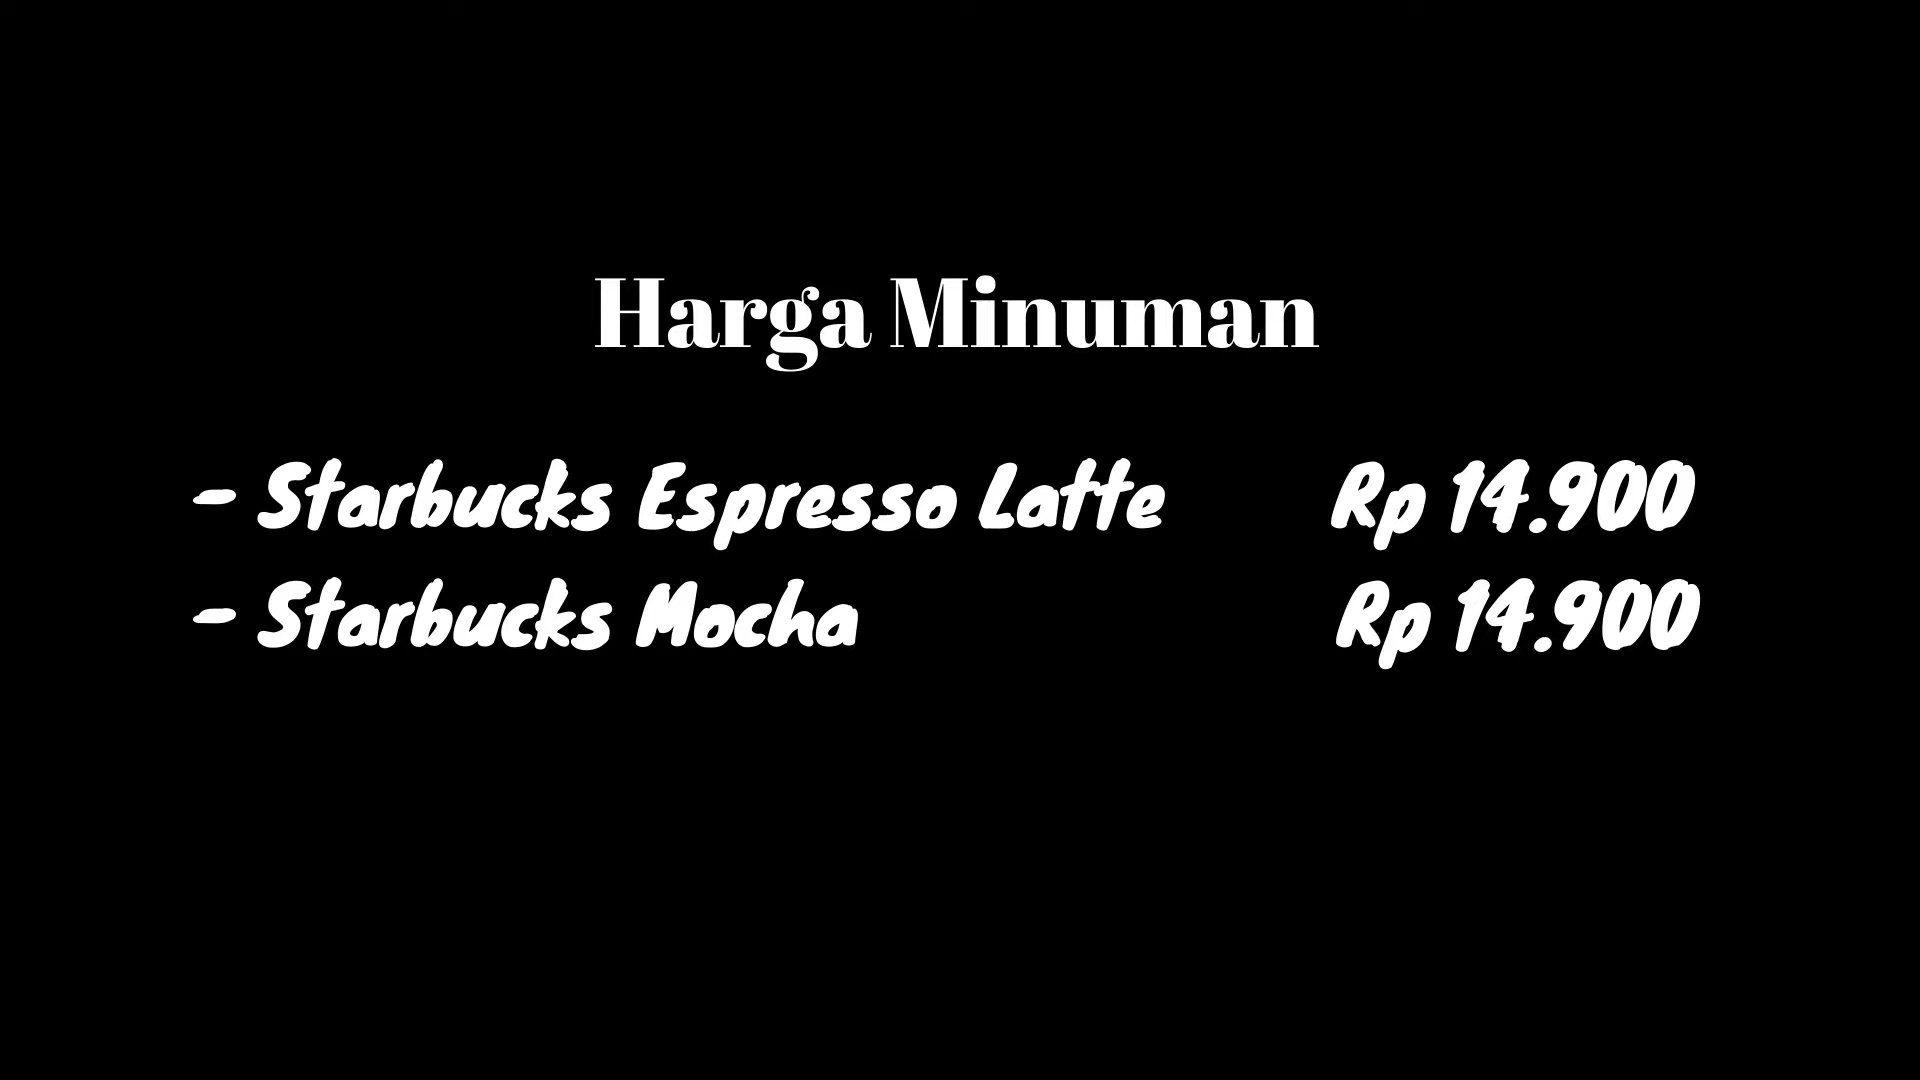 Harga Minuman
- Starbucks Espresso Latte Rp 14.900
- Starbucks Mocha Rp 14.900